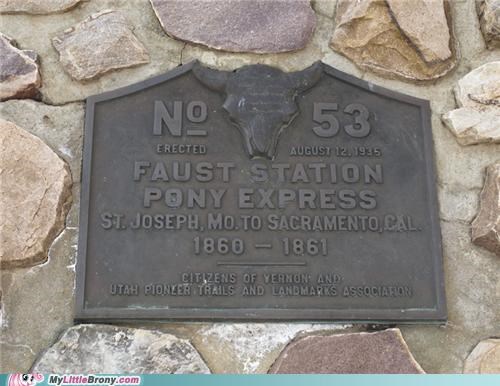 No 53
ERECTED AUGUST 12, 1935
FAUST STATION
PONY EXPRESS
ST. JOSEPH, MO. TO SACRAMENTO, CAL.
1860 — 1861
CITIZENS OF VERNON AND
UTAH PIONEER TRAILS AND LANDMARKS ASSOCIATION
MyLittleBrony.com